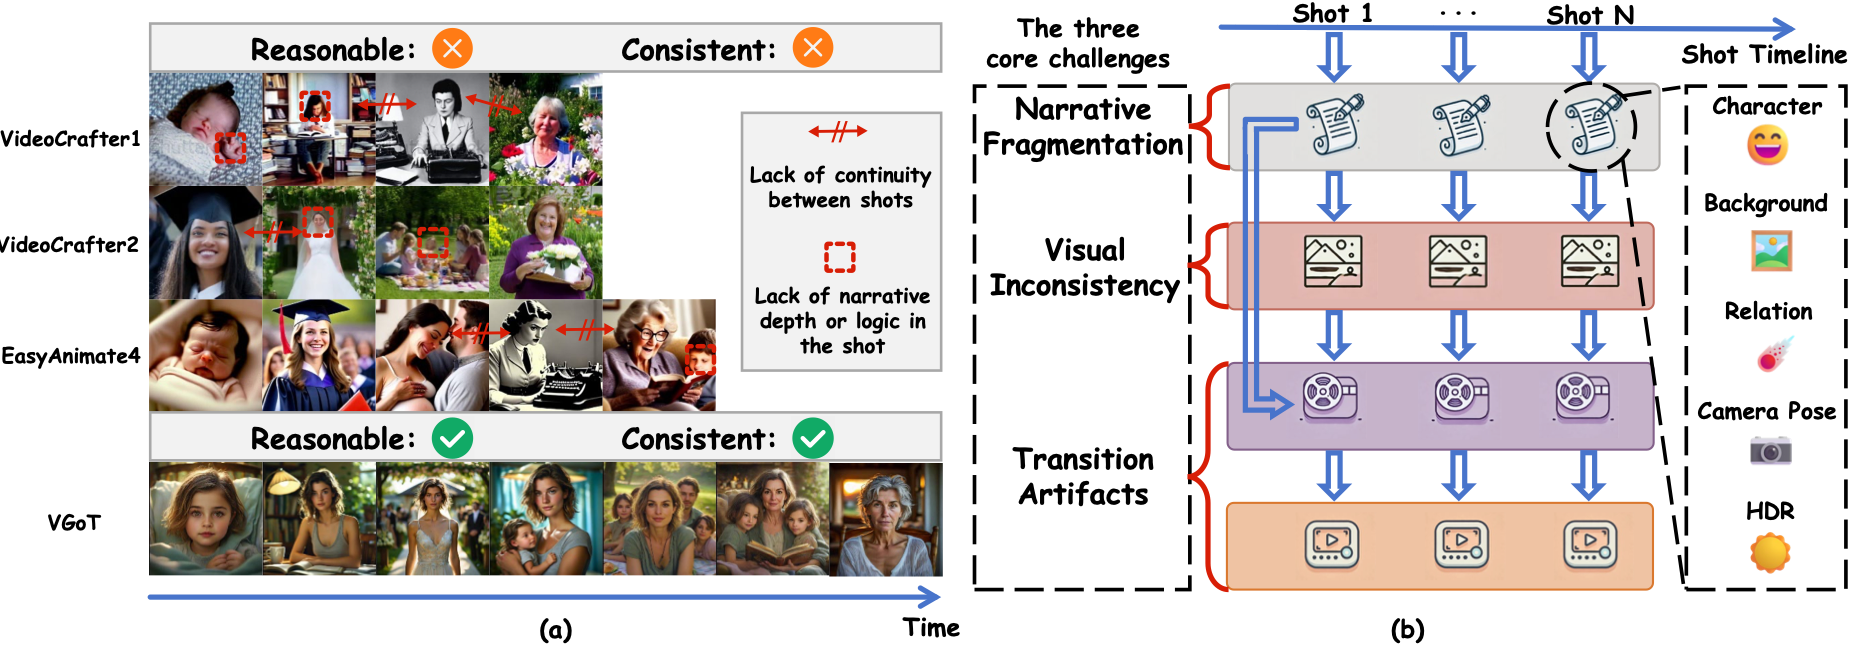 Reasonable:
Consistent:
VideoCrafter1
VideoCrafter2
EasyAnimate4
Lack of continuity
between shots
Lack of narrative
depth or logic in
the shot
Reasonable:
Consistent:
VGoT
Time
(a)
The three
core challenges
Shot 1
...
Shot N
Shot Timeline
Narrative
Fragmentation
Visual
Inconsistency
Transition
Artifacts
Character
Background
Relation
Camera Pose
HDR
(b)